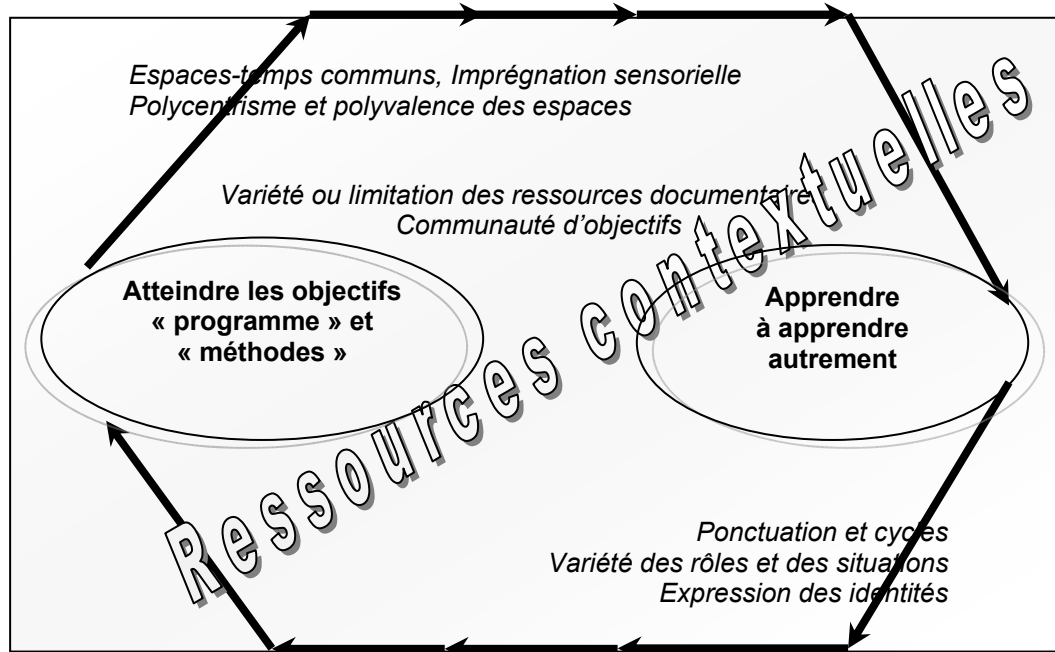 Espaces-temps communs, Imprégnation sensorielle
Polycentrisme et polyvalence des espaces
Variété ou limitation des ressources documentaire
Communauté d'objectifs
Atteindre les objectifs
« programme » et
« méthodes »
Apprendre
à apprendre
autrement
Ressources contextuelles
Ponctuation et cycles
Variété des rôles et des situations
Expression des identités